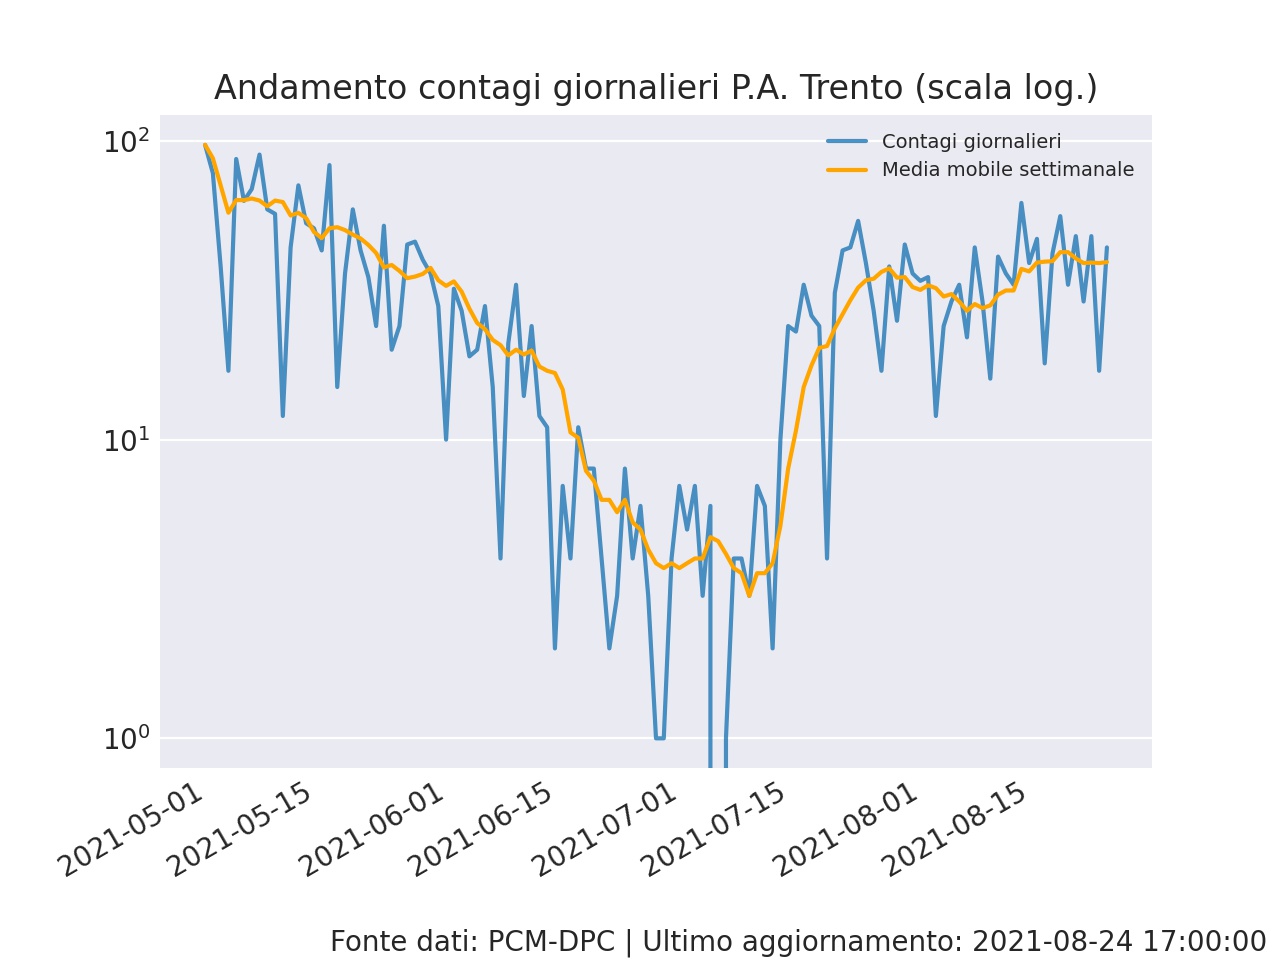 Andamento contagi giornalieri P.A. Trento (scala log.)
10²
Contagi giornalieri
Media mobile settimanale
10¹
10⁰
2021-05-01
2021-05-15
2021-06-01
2021-06-15
2021-07-01
2021-07-15
2021-08-01
2021-08-15
Fonte dati: PCM-DPC | Ultimo aggiornamento: 2021-08-24 17:00:00